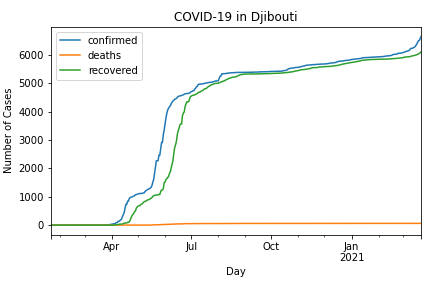 COVID-19 in Djibouti
confirmed
deaths
recovered
Number of Cases
6000
5000
4000
3000
2000
1000
0
Apr
Jul
Oct
Jan
2021
Day